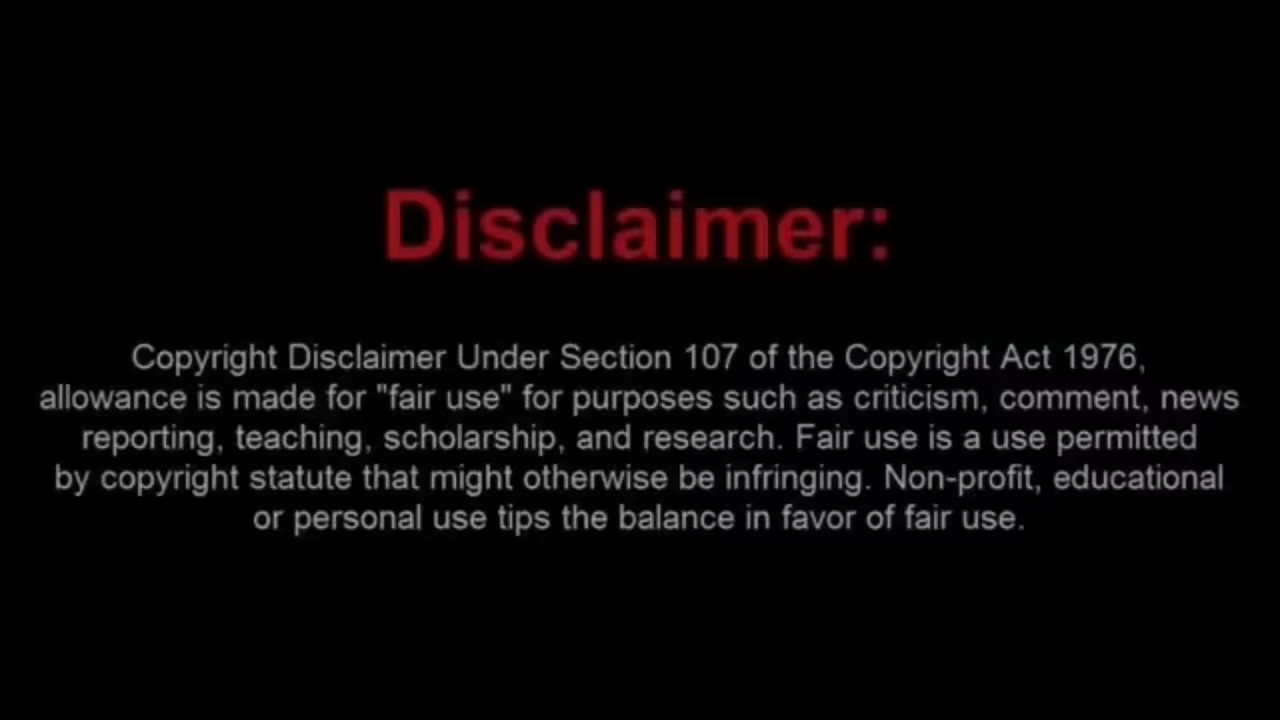 Disclaimer:
Copyright Disclaimer Under Section 107 of the Copyright Act 1976,
allowance is made for "fair use" for purposes such as criticism, comment, news
reporting, teaching, scholarship, and research. Fair use is a use permitted
by copyright statute that might otherwise be infringing. Non-profit, educational
or personal use tips the balance in favor of fair use.